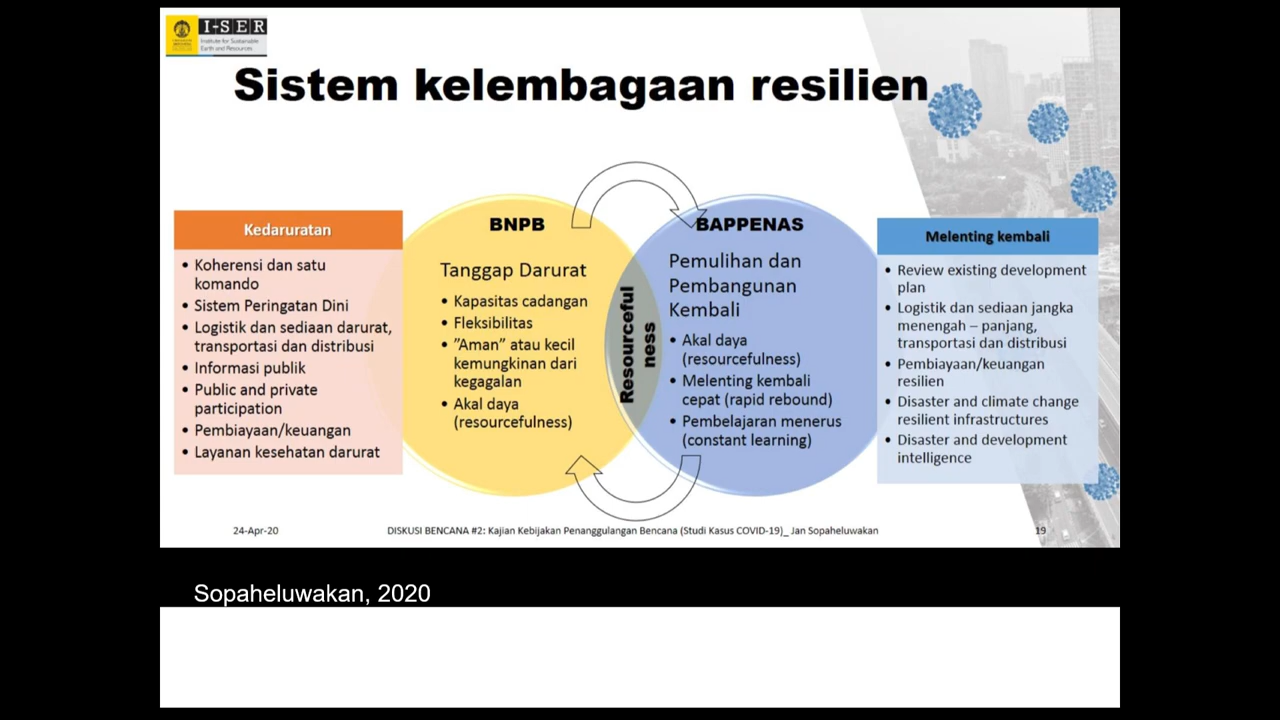 I-SER
Institute for Sustainable
Earth and Resources
Sistem kelembagaan resilien
Kedaruratan
• Koherensi dan satu
komando
• Sistem Peringatan Dini
• Logistik dan sediaan darurat,
transportasi dan distribusi
• Informasi publik
• Public and private
participation
• Pembiayaan/keuangan
• Layanan kesehatan darurat
BNPB
Tanggap Darurat
• Kapasitas cadangan
• Fleksibilitas
• ”Aman” atau kecil
kemungkinan dari
kegagalan
• Akal daya
(resourcefulness)
Resourceful
ness
BAPPENAS
Pemulihan dan
Pembangunan
Kembali
• Akal daya
(resourcefulness)
• Melenting kembali
cepat (rapid rebound)
• Pembelajaran menerus
(constant learning)
Melenting kembali
• Review existing development
plan
• Logistik dan sediaan jangka
menengah – panjang,
transportasi dan distribusi
• Pembiayaan/keuangan
resilien
• Disaster and climate change
resilient infrastructures
• Disaster and development
intelligence
24-Apr-20
DISKUSI BENCANA #2: Kajian Kebijakan Penanggulangan Bencana (Studi Kasus COVID-19)_ Jan Sopaheluwakan
19
Sopaheluwakan, 2020